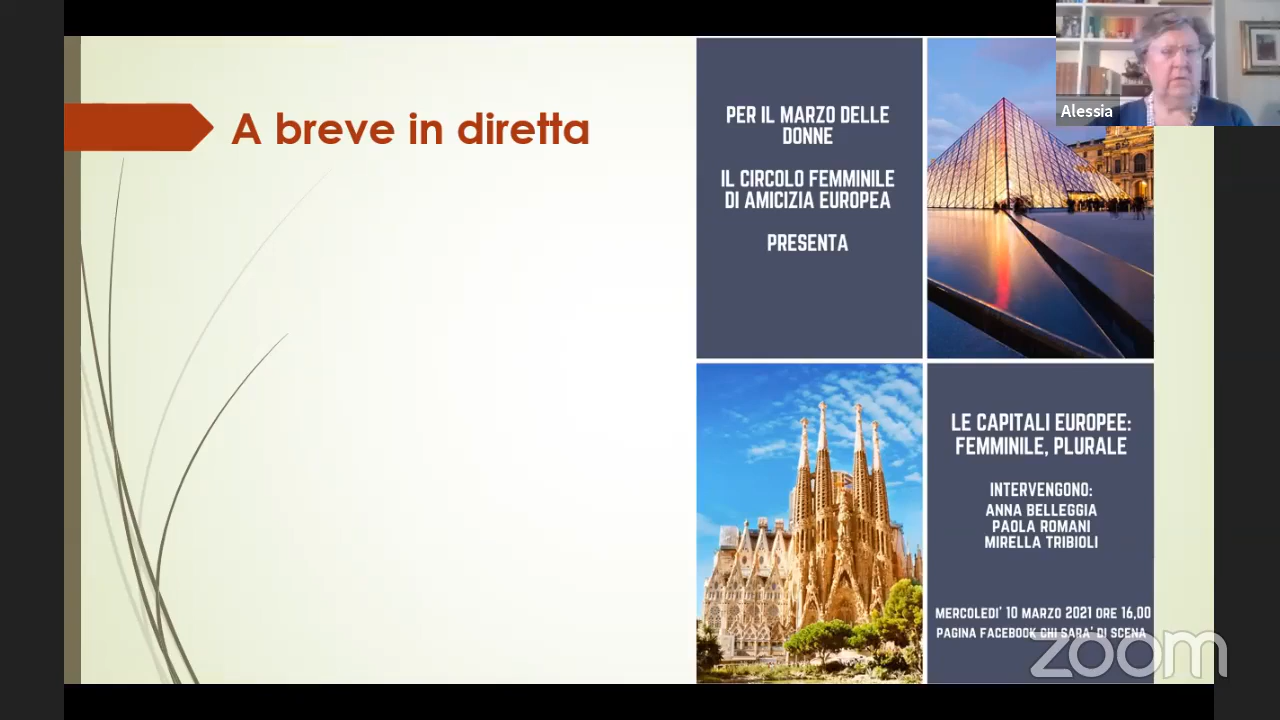 A breve in diretta
PER IL MARZO DELLE
DONNE
IL CIRCOLO FEMMINILE
DI AMICIZIA EUROPEA
PRESENTA
Alessia
LE CAPITALI EUROPEE:
FEMMINILE, PLURALE
INTERVENGONO:
ANNA BELLEGGIA
PAOLA ROMANI
MIRELLA TRIBIOLI
MERCOLEDI' 10 MARZO 2021 ORE 16,00
PAGINA FACEBOOK CHI SARA' DI SCENA
zoom